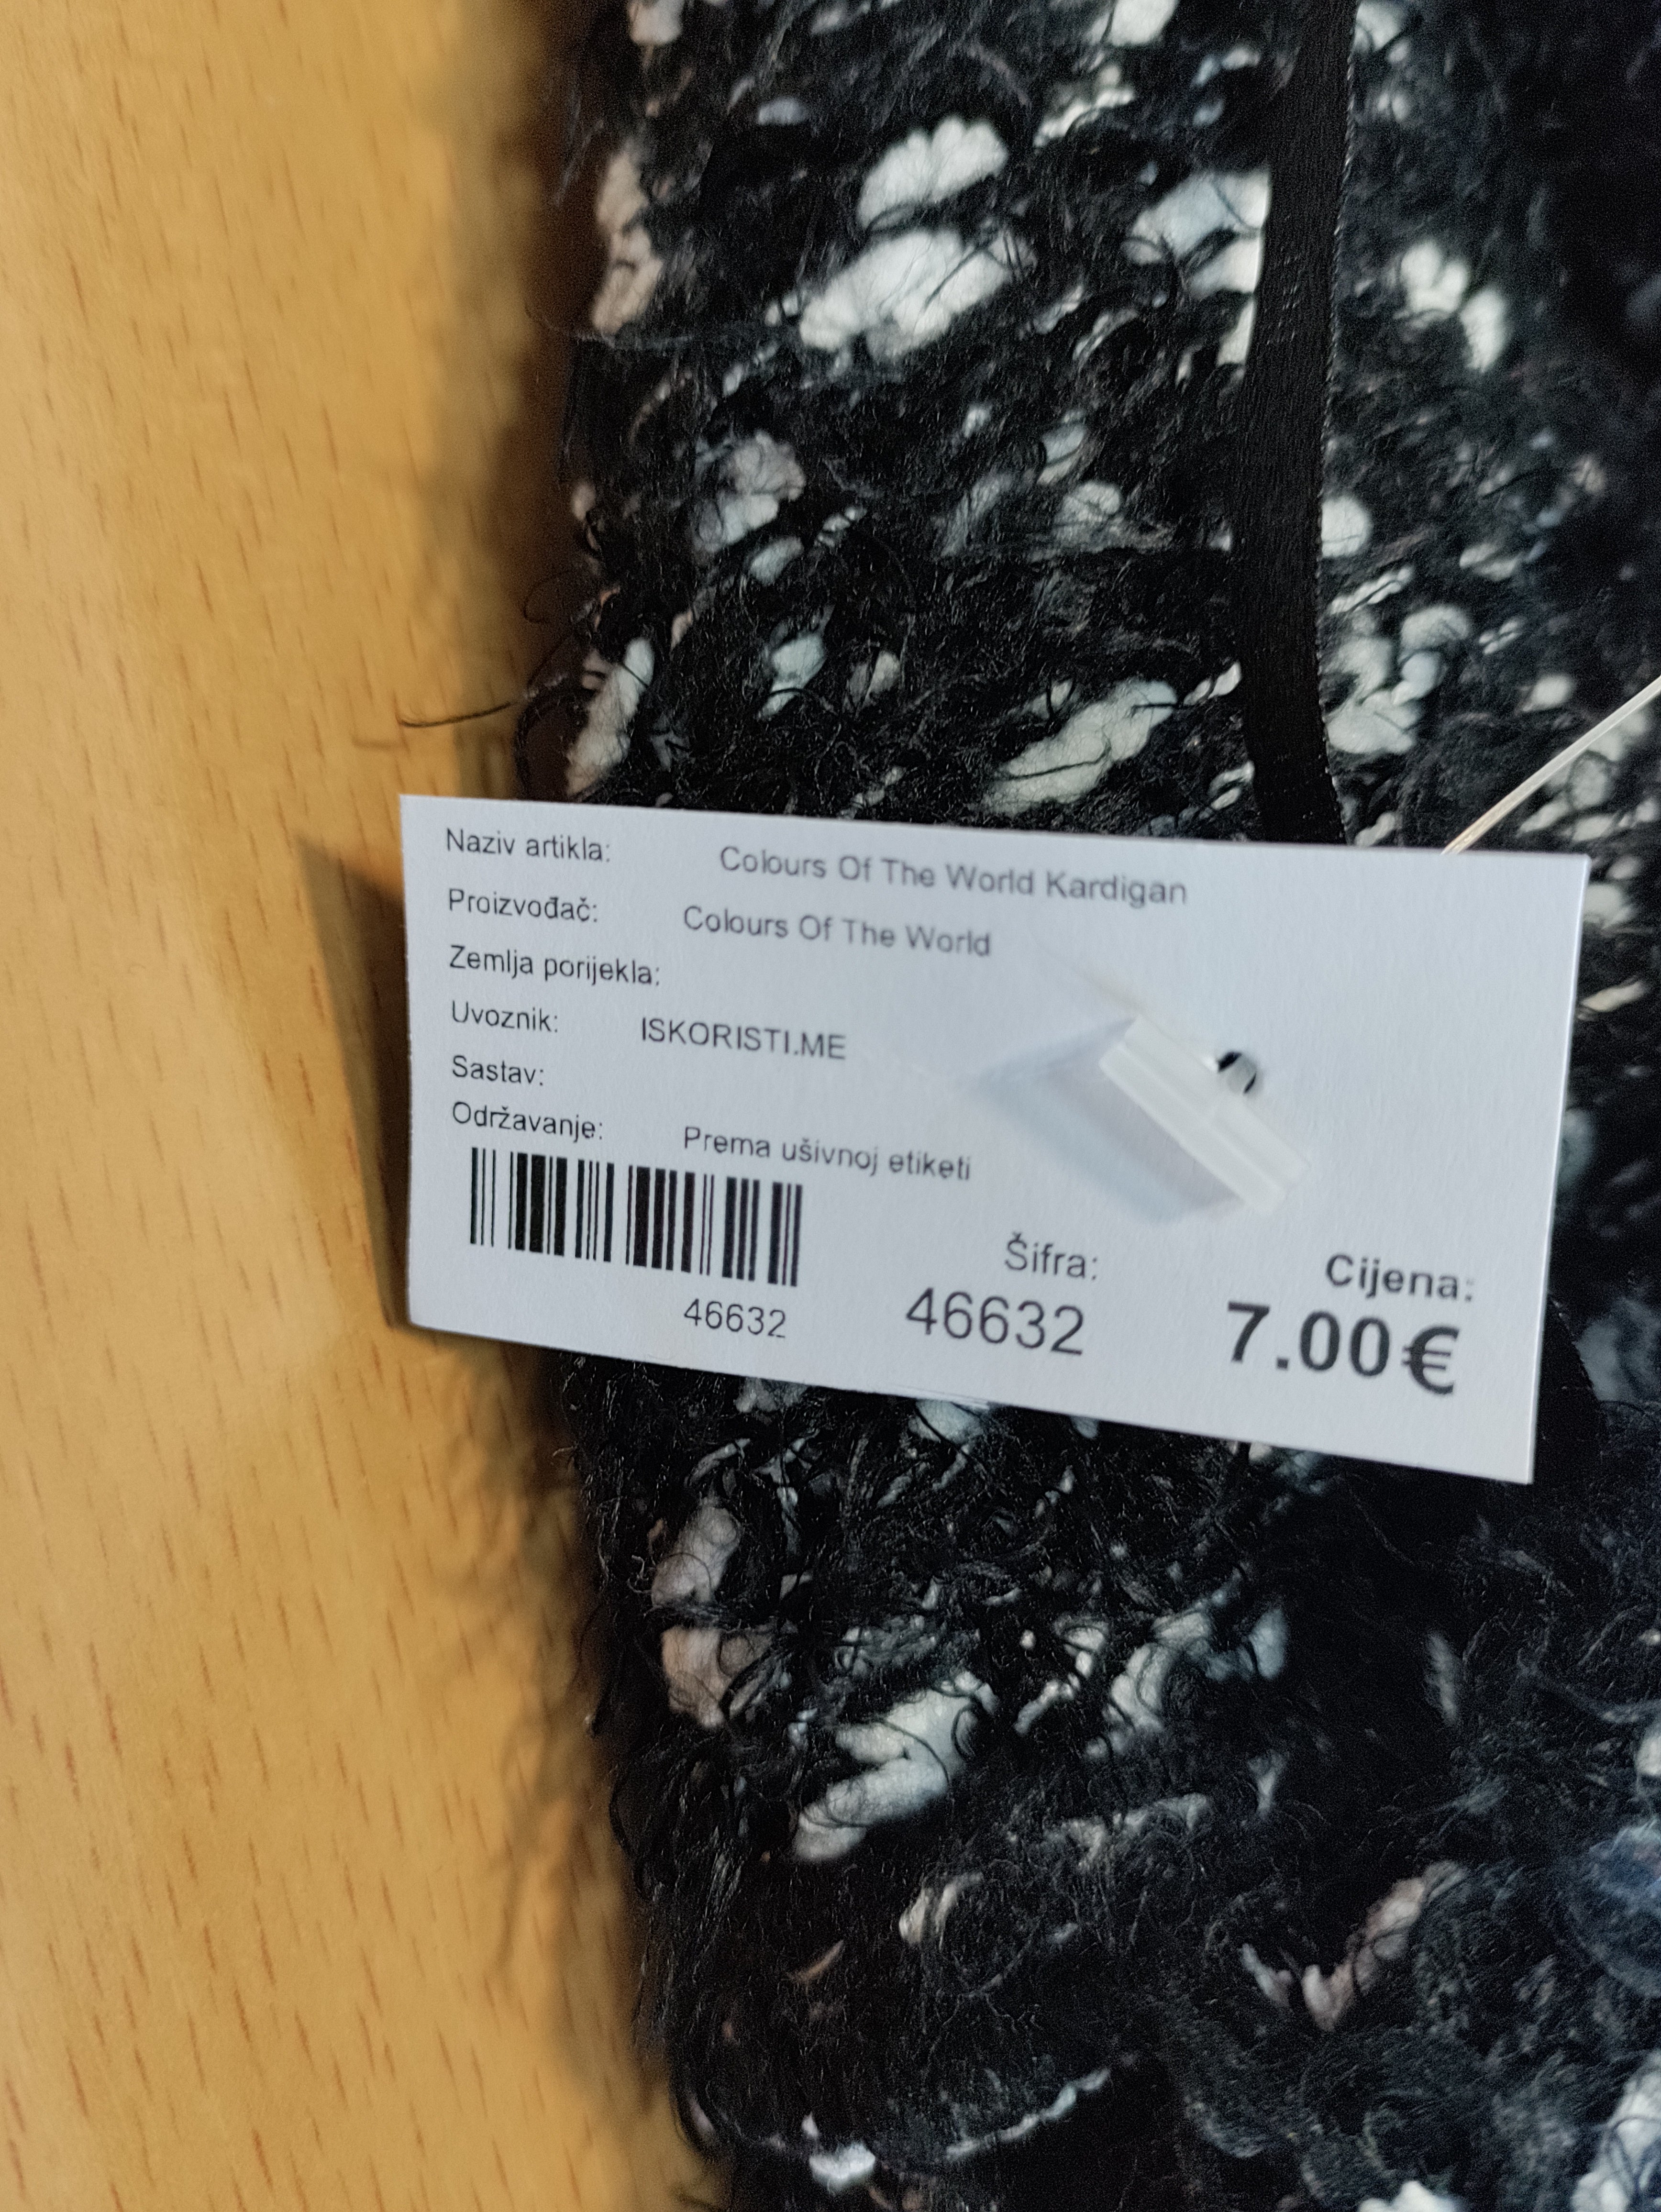 Naziv artikla: Colours Of The World Kardigan
Proizvođač: Colours Of The World
Zemlja porijekla:
Uvoznik: ISKORISTI.ME
Sastav:
Održavanje: Prema ušivnoj etiketi
Šifra: Cijena:
46632 46632 7.00€